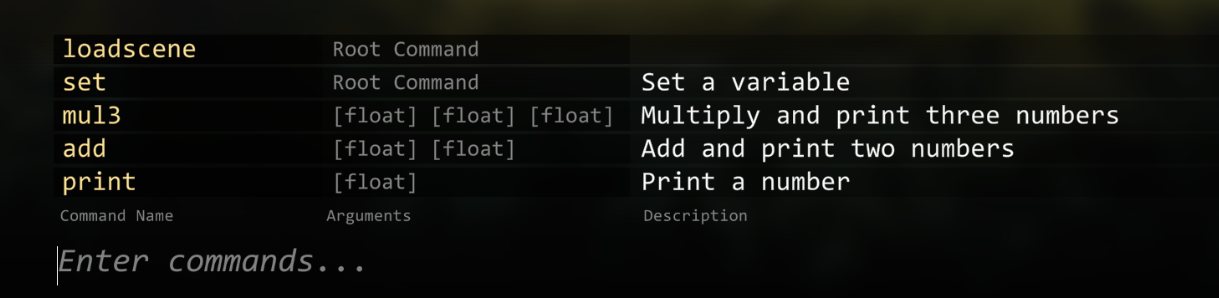 loadscene Root Command
set Root Command Set a variable
mul3 [float] [float] [float] Multiply and print three numbers
add [float] [float] Add and print two numbers
print [float] Print a number
Command Name Arguments Description
Enter commands...